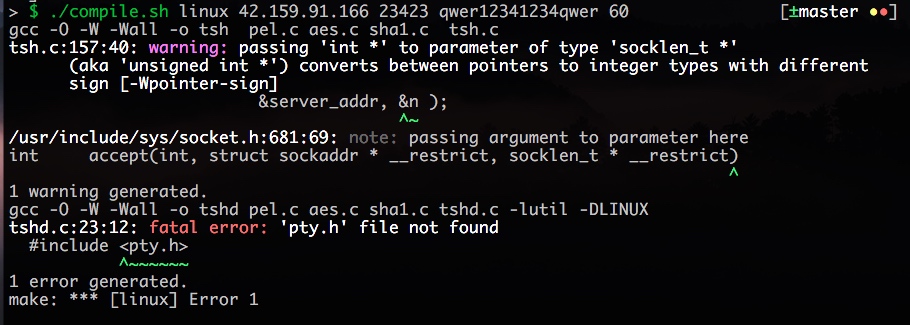 > $ ./compile.sh linux 42.159.91.166 23423 qwer12341234qwer 60 [±master ●●]
gcc -O -W -Wall -o tsh  pel.c aes.c sha1.c  tsh.c
tsh.c:157:40: warning: passing 'int *' to parameter of type 'socklen_t *'
      (aka 'unsigned int *') converts between pointers to integer types with different
      sign [-Wpointer-sign]
                         &server_addr, &n );
                                       ^~
/usr/include/sys/socket.h:681:69: note: passing argument to parameter here
int     accept(int, struct sockaddr * __restrict, socklen_t * __restrict)
                                                                        ^
1 warning generated.
gcc -O -W -Wall -o tshd pel.c aes.c sha1.c tshd.c -lutil -DLINUX
tshd.c:23:12: fatal error: 'pty.h' file not found
  #include <pty.h>
           ^~~~~~~
1 error generated.
make: *** [linux] Error 1